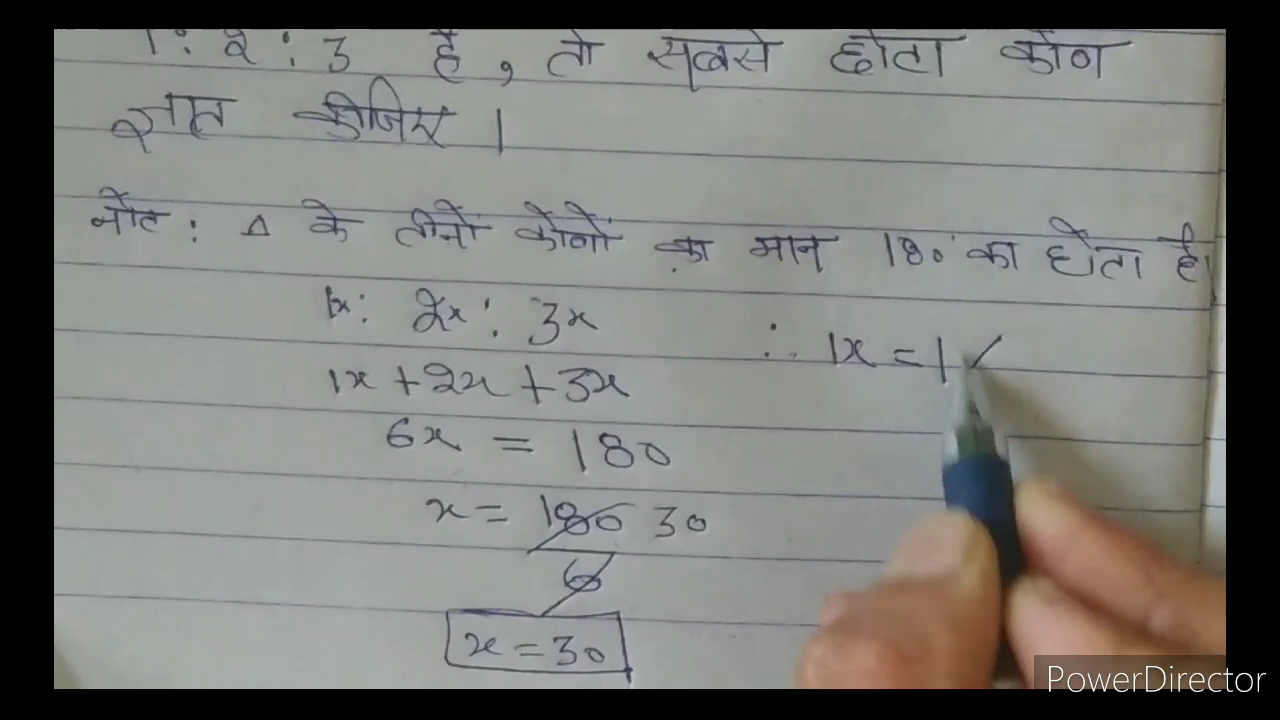 1 : 2 : 3 है, तो सबसे छोटा कोण
ज्ञात कीजिए।
नोट : Δ के तीनों कोणों का मान 180° का होता है।
1x : 2x : 3x
1x + 2x + 3x
6x = 180
x = 180 30
6
x = 30
∴ 1x = 1
PowerDirector